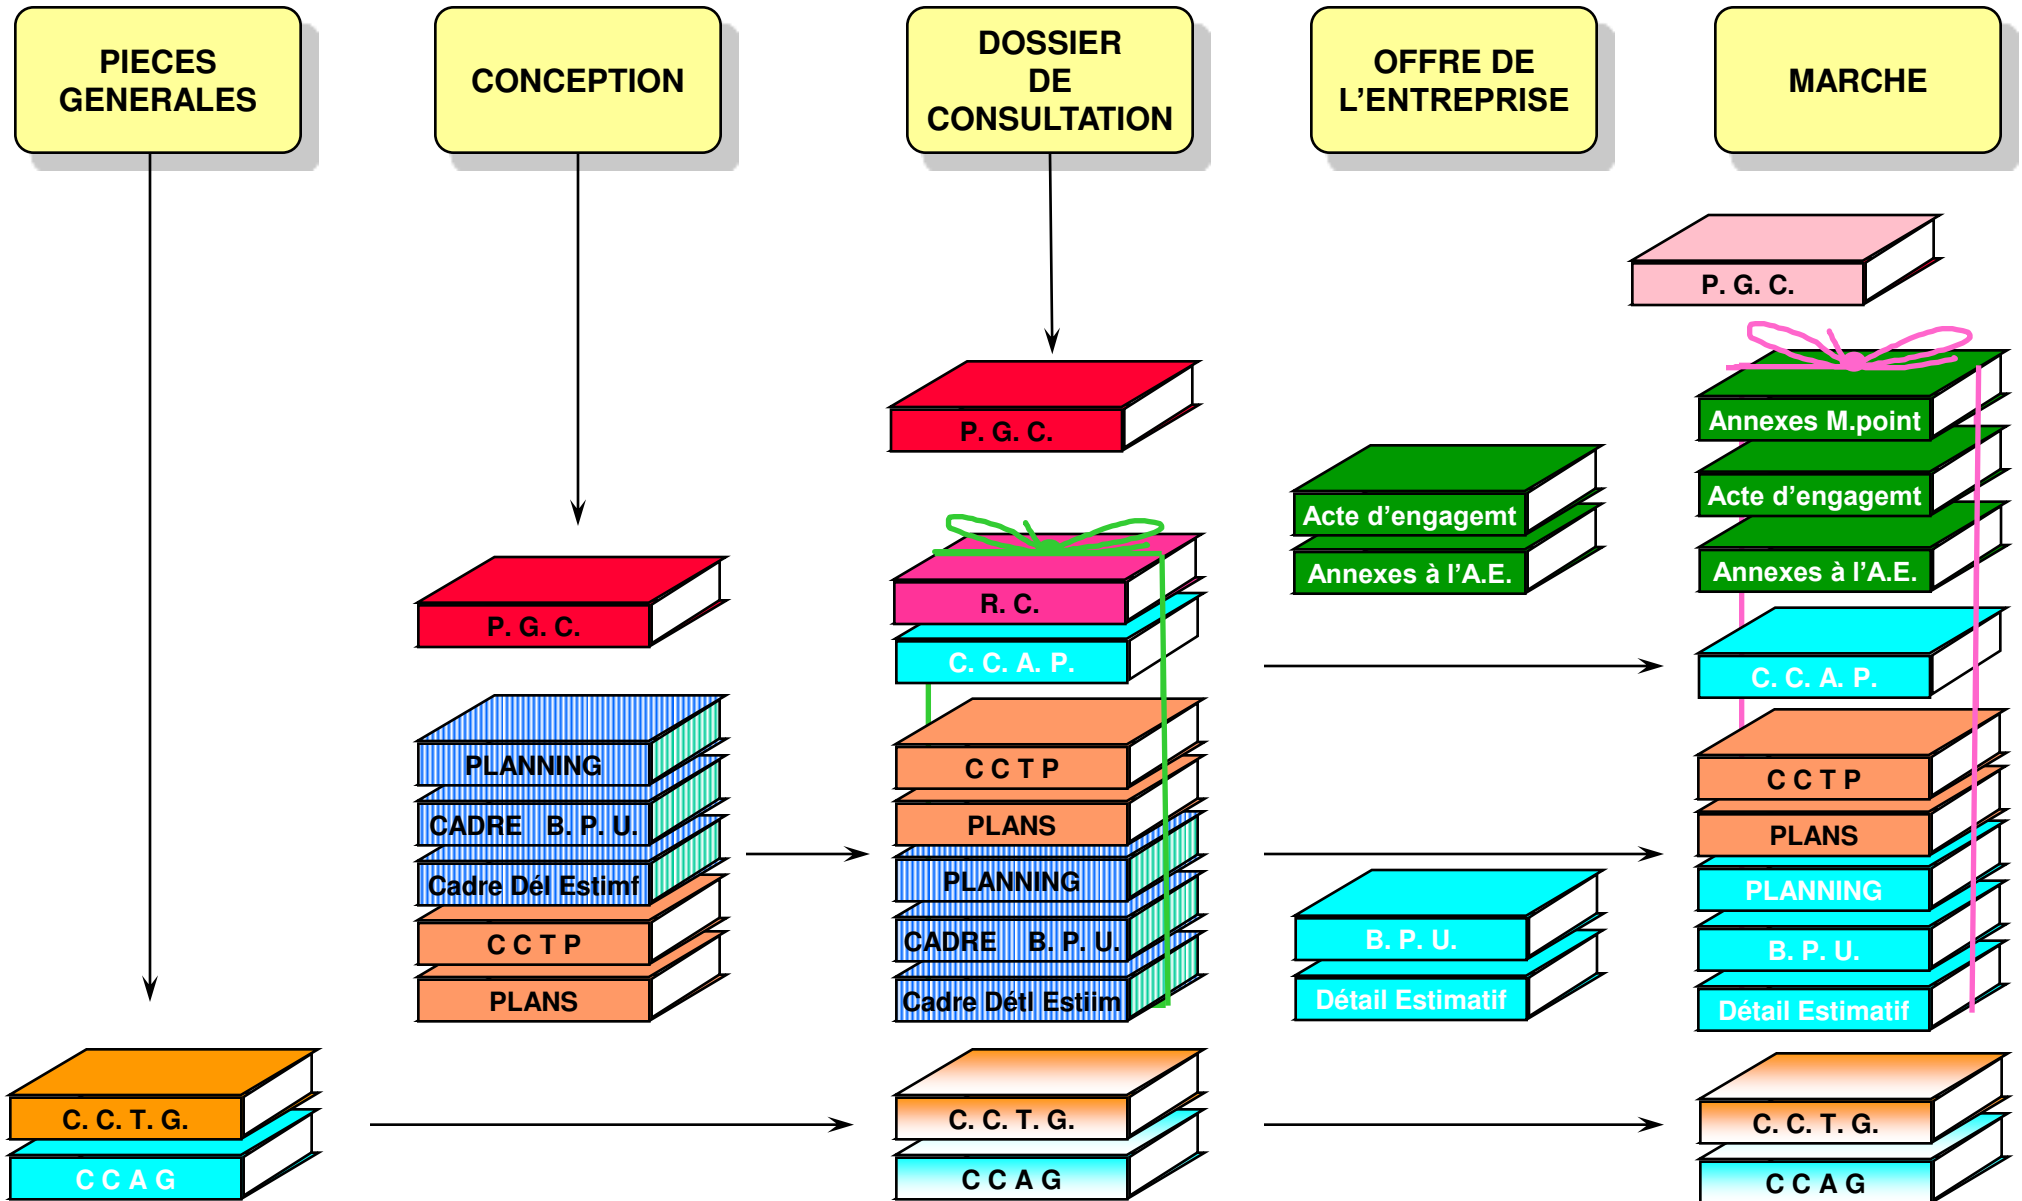 PIECES
GENERALES
CONCEPTION
DOSSIER
DE
CONSULTATION
OFFRE DE
L'ENTREPRISE
MARCHE
C. C. T. G.
C C A G
P. G. C.
PLANNING
CADRE B. P. U.
Cadre Dél Estimf
C C T P
PLANS
P. G. C.
R. C.
C. C. A. P.
C C T P
PLANS
PLANNING
CADRE B. P. U.
Cadre Détl Estiim
C. C. T. G.
C C A G
Acte d'engagemt
Annexes à l'A.E.
B. P. U.
Détail Estimatif
P. G. C.
Annexes M.point
Acte d'engagemt
Annexes à l'A.E.
C. C. A. P.
C C T P
PLANS
PLANNING
B. P. U.
Détail Estimatif
C. C. T. G.
C C A G